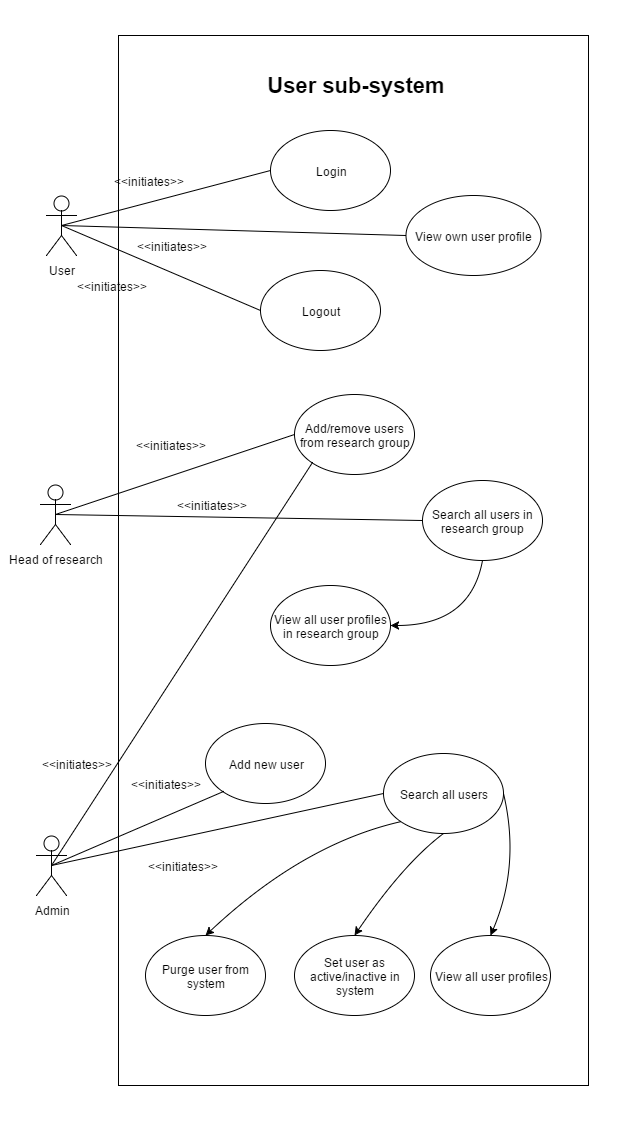 User sub-system
<<initiates>>
Login
View own user profile
<<initiates>>
User
<<initiates>>
Logout
Add/remove users
from research group
<<initiates>>
<<initiates>>
Search all users in
research group
Head of research
View all user profiles
in research group
<<initiates>>
Add new user
<<initiates>>
Search all users
<<initiates>>
Admin
Purge user from
system
Set user as
active/inactive in
system
View all user profiles